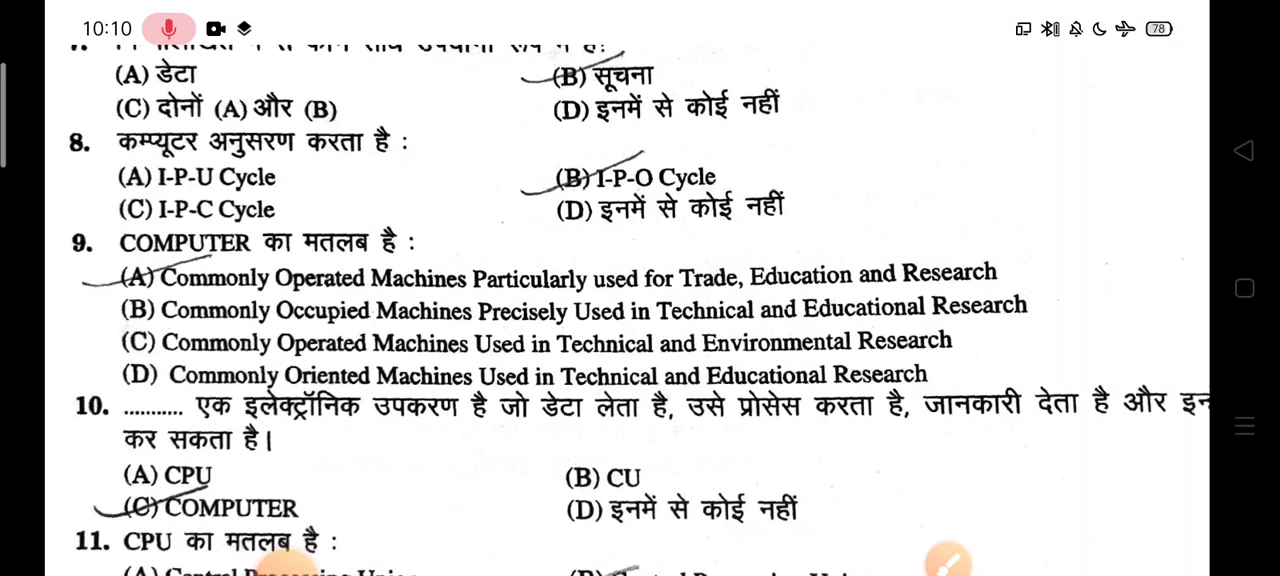 10:10 78
(A) डेटा (B) सूचना
(C) दोनों (A) और (B) (D) इनमें से कोई नहीं
8. कम्प्यूटर अनुसरण करता है :
(A) I-P-U Cycle (B) I-P-O Cycle
(C) I-P-C Cycle (D) इनमें से कोई नहीं
9. COMPUTER का मतलब है :
(A) Commonly Operated Machines Particularly used for Trade, Education and Research
(B) Commonly Occupied Machines Precisely Used in Technical and Educational Research
(C) Commonly Operated Machines Used in Technical and Environmental Research
(D) Commonly Oriented Machines Used in Technical and Educational Research
10. ........... एक इलेक्ट्रॉनिक उपकरण है जो डेटा लेता है, उसे प्रोसेस करता है, जानकारी देता है और
कर सकता है।
(A) CPU (B) CU
(C) COMPUTER (D) इनमें से कोई नहीं
11. CPU का मतलब है :